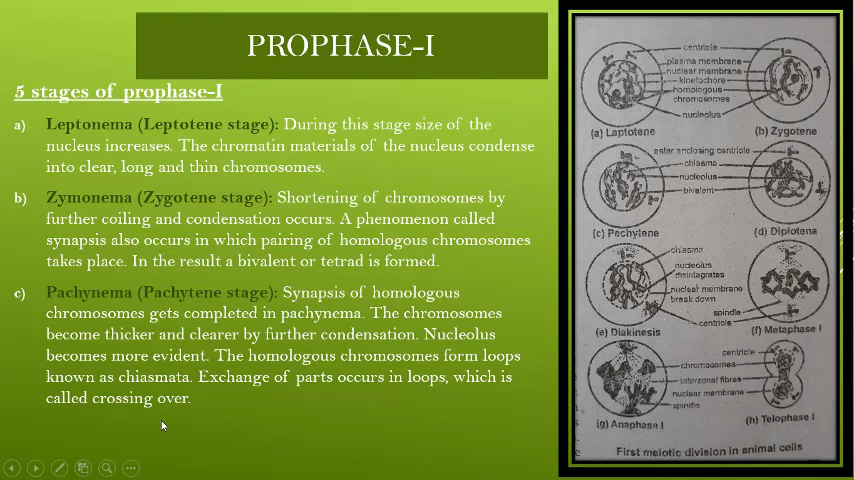 PROPHASE-I
5 stages of prophase-I
a) Leptonema (Leptotene stage): During this stage size of the
nucleus increases. The chromatin materials of the nucleus condense
into clear, long and thin chromosomes.
b) Zymonema (Zygotene stage): Shortening of chromosomes by
further coiling and condensation occurs. A phenomenon called
synapsis also occurs in which pairing of homologous chromosomes
takes place. In the result a bivalent or tetrad is formed.
c) Pachynema (Pachytene stage): Synapsis of homologous
chromosomes gets completed in pachynema. The chromosomes
become thicker and clearer by further condensation. Nucleolus
becomes more evident. The homologous chromosomes form loops
known as chiasmata. Exchange of parts occurs in loops, which is
called crossing over.
centriole
plasma membrane
nuclear membrane
kinetochore
homologous
chromosomes
nucleolus
(a) Laptotene
(b) Zygotene
aster enclosing centriole
chiasma
nucleolus
bivalent
(c) Pechytene
(d) Diplotena
chiasma
nucleolus
disintagrates
nuclear membrane
break down
spindle
centriole
(e) Diakinesis
(f) Metaphase I
centriole
chromosomes
interzonal fibres
nuclear membrane
spindle
(g) Anaphase I
(h) Telophase I
First meiotic division in animal cells